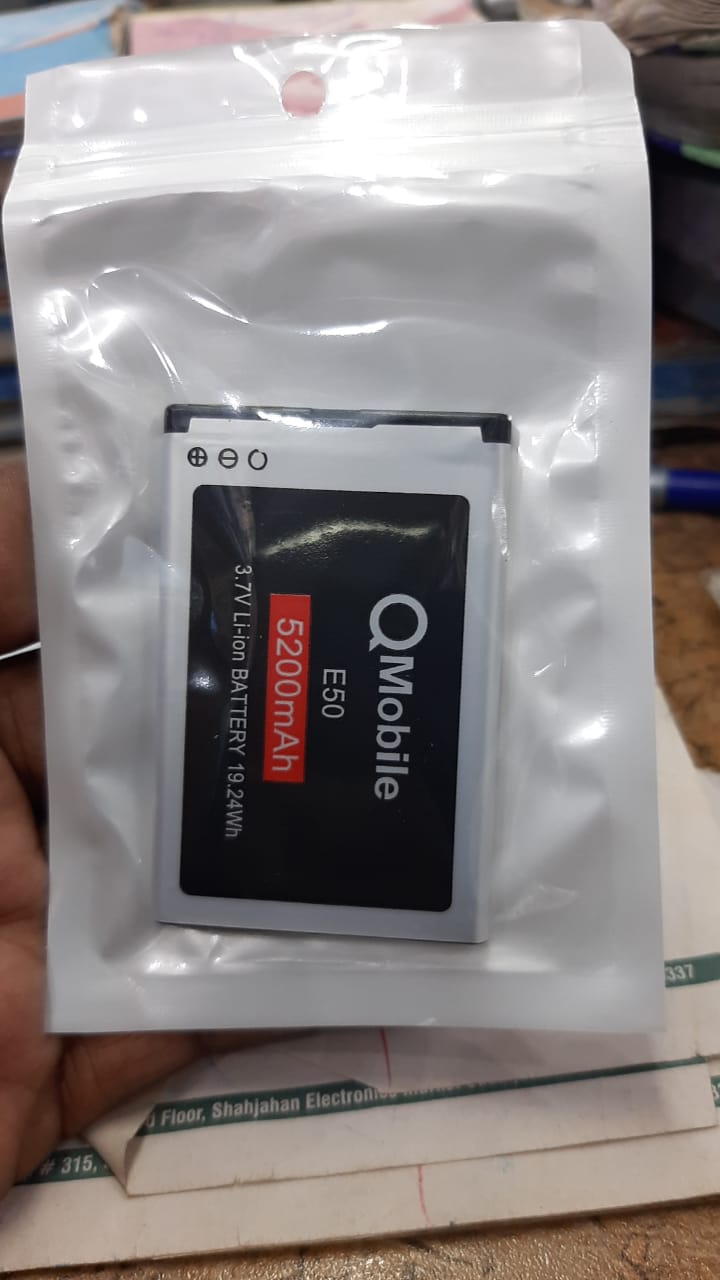 QMobile
E50
5200mAh
3.7V Li-ion BATTERY 19.24Wh
337
Floor, Shahjahan Electronics
# 315,